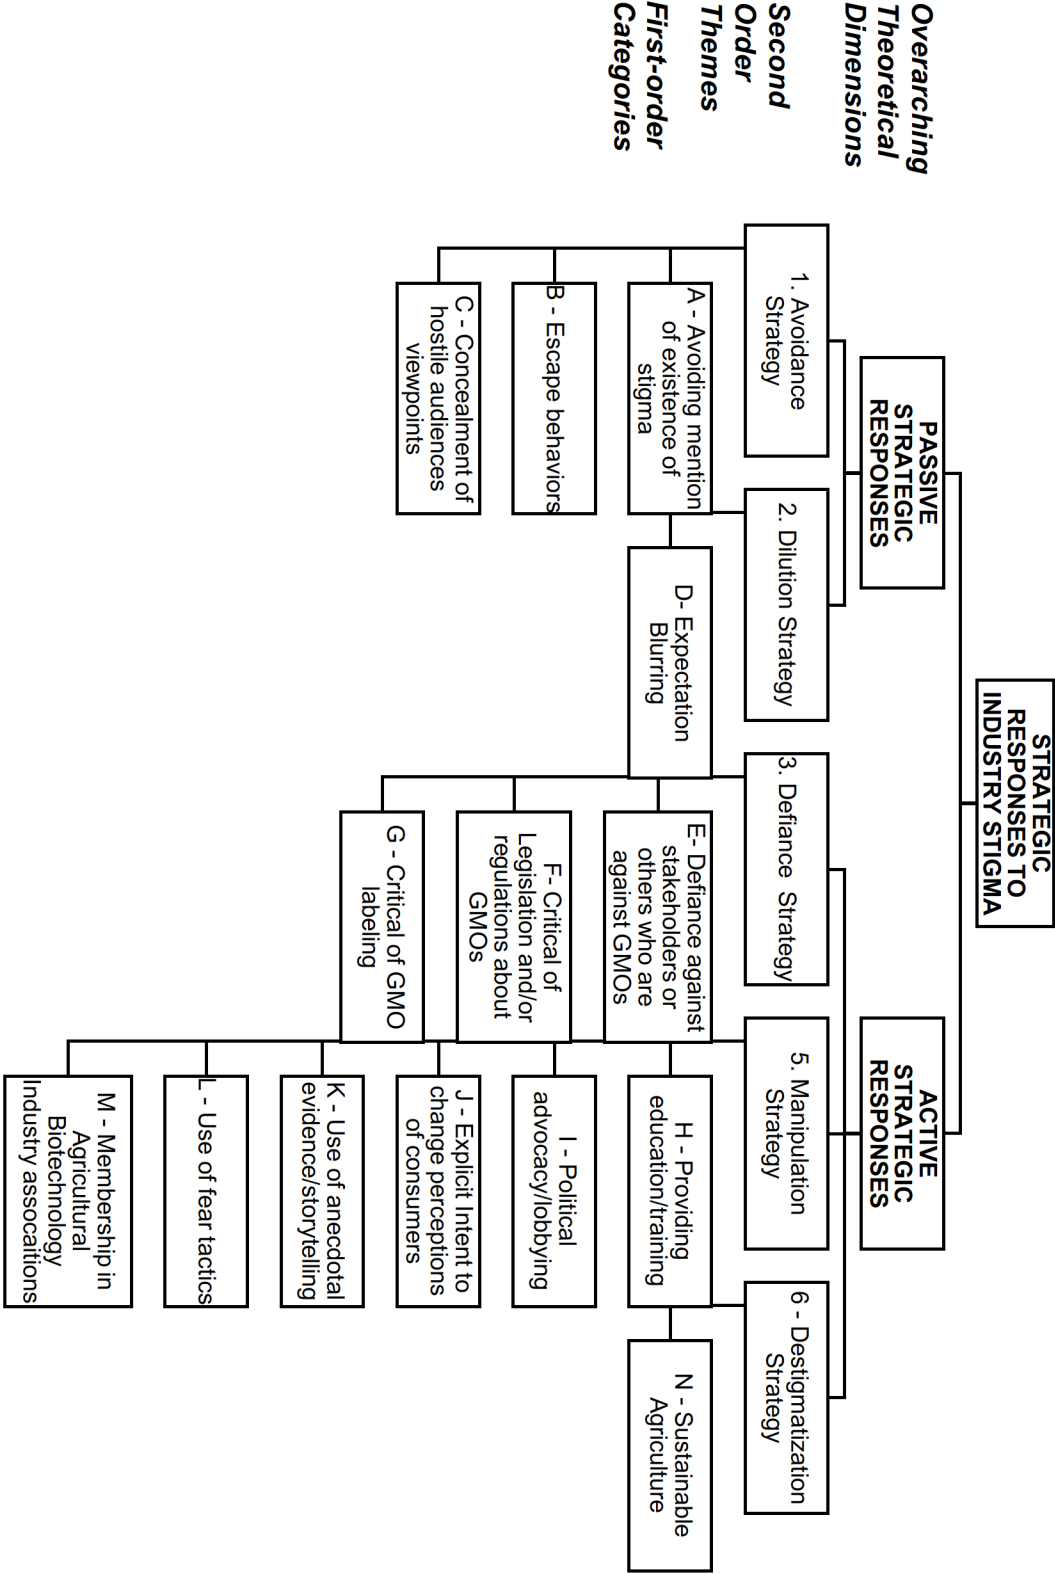 STRATEGIC
RESPONSES TO
INDUSTRY STIGMA
Overarching
Theoretical
Dimensions
PASSIVE
STRATEGIC
RESPONSES
ACTIVE
STRATEGIC
RESPONSES
Second
Order
Themes
1. Avoidance
Strategy
2. Dilution Strategy
3. Defiance  Strategy
5. Manipulation
Strategy
6 - Destigmatization
Strategy
First-order
Categories
A - Avoiding mention
of existence of
stigma
B - Escape behaviors
C - Concealment of
hostile audiences
viewpoints
D- Expectation
Blurring
E- Defiance against
stakeholders or
others who are
against GMOs
F- Critical of
Legislation and/or
regulations about
GMOs
G - Critical of GMO
labeling
H - Providing
education/training
I - Political
advocacy/lobbying
J - Explicit Intent to
change perceptions
of consumers
K - Use of anecdotal
evidence/storytelling
L - Use of fear tactics
M - Membership in
Agricultural
Biotechnology
Industry assocaitions
N - Sustainable
Agriculture